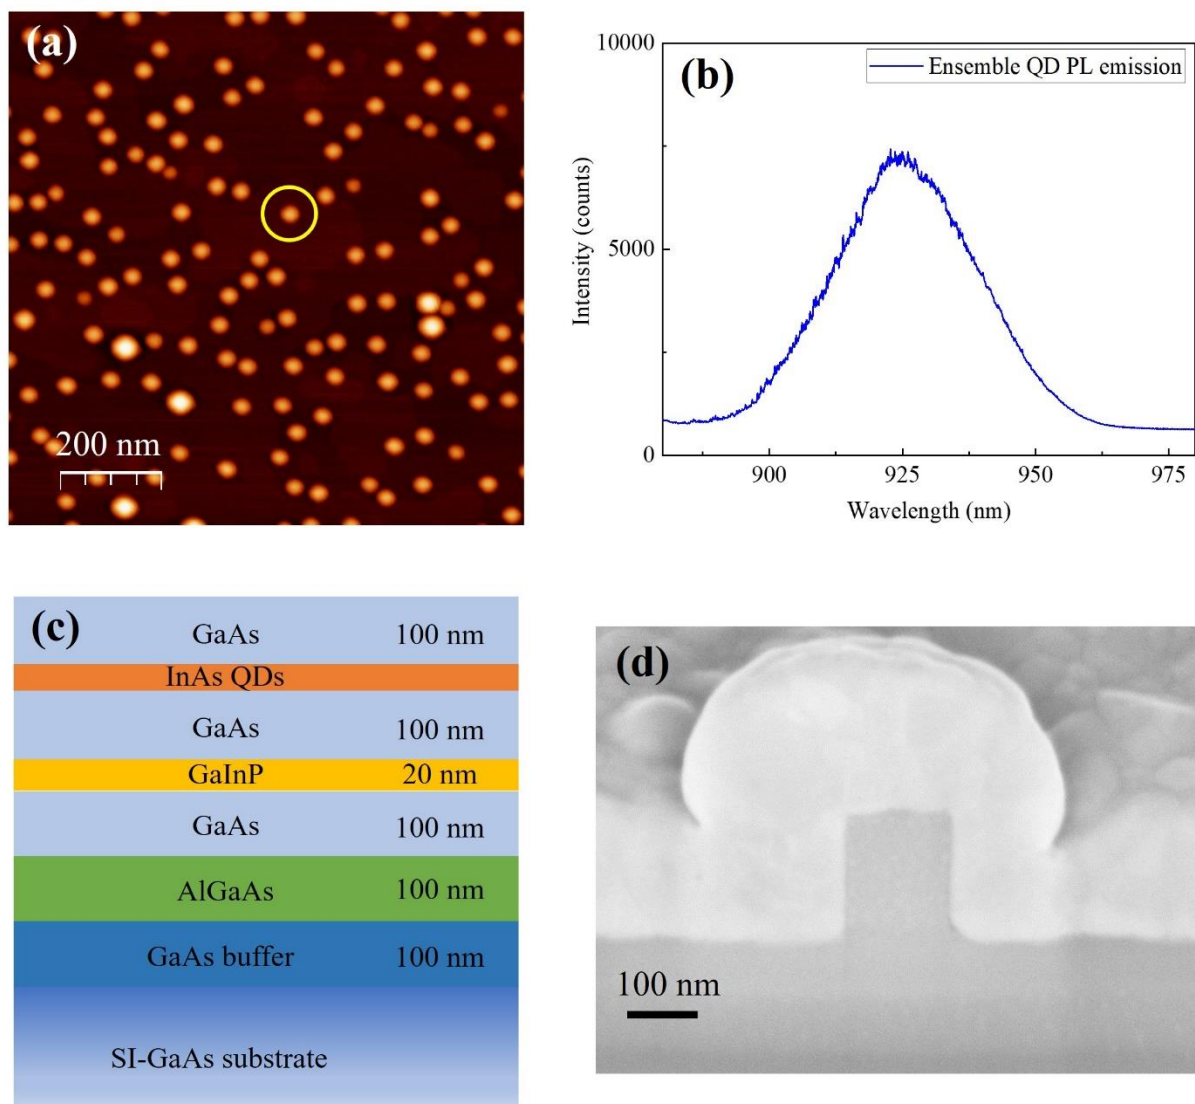 (a)
200 nm
(b)
Ensemble QD PL emission
10000
5000
0
Intensity (counts)
900 925 950 975
Wavelength (nm)
(c)
GaAs 100 nm
InAs QDs
GaAs 100 nm
GaInP 20 nm
GaAs 100 nm
AlGaAs 100 nm
GaAs buffer 100 nm
SI-GaAs substrate
(d)
100 nm